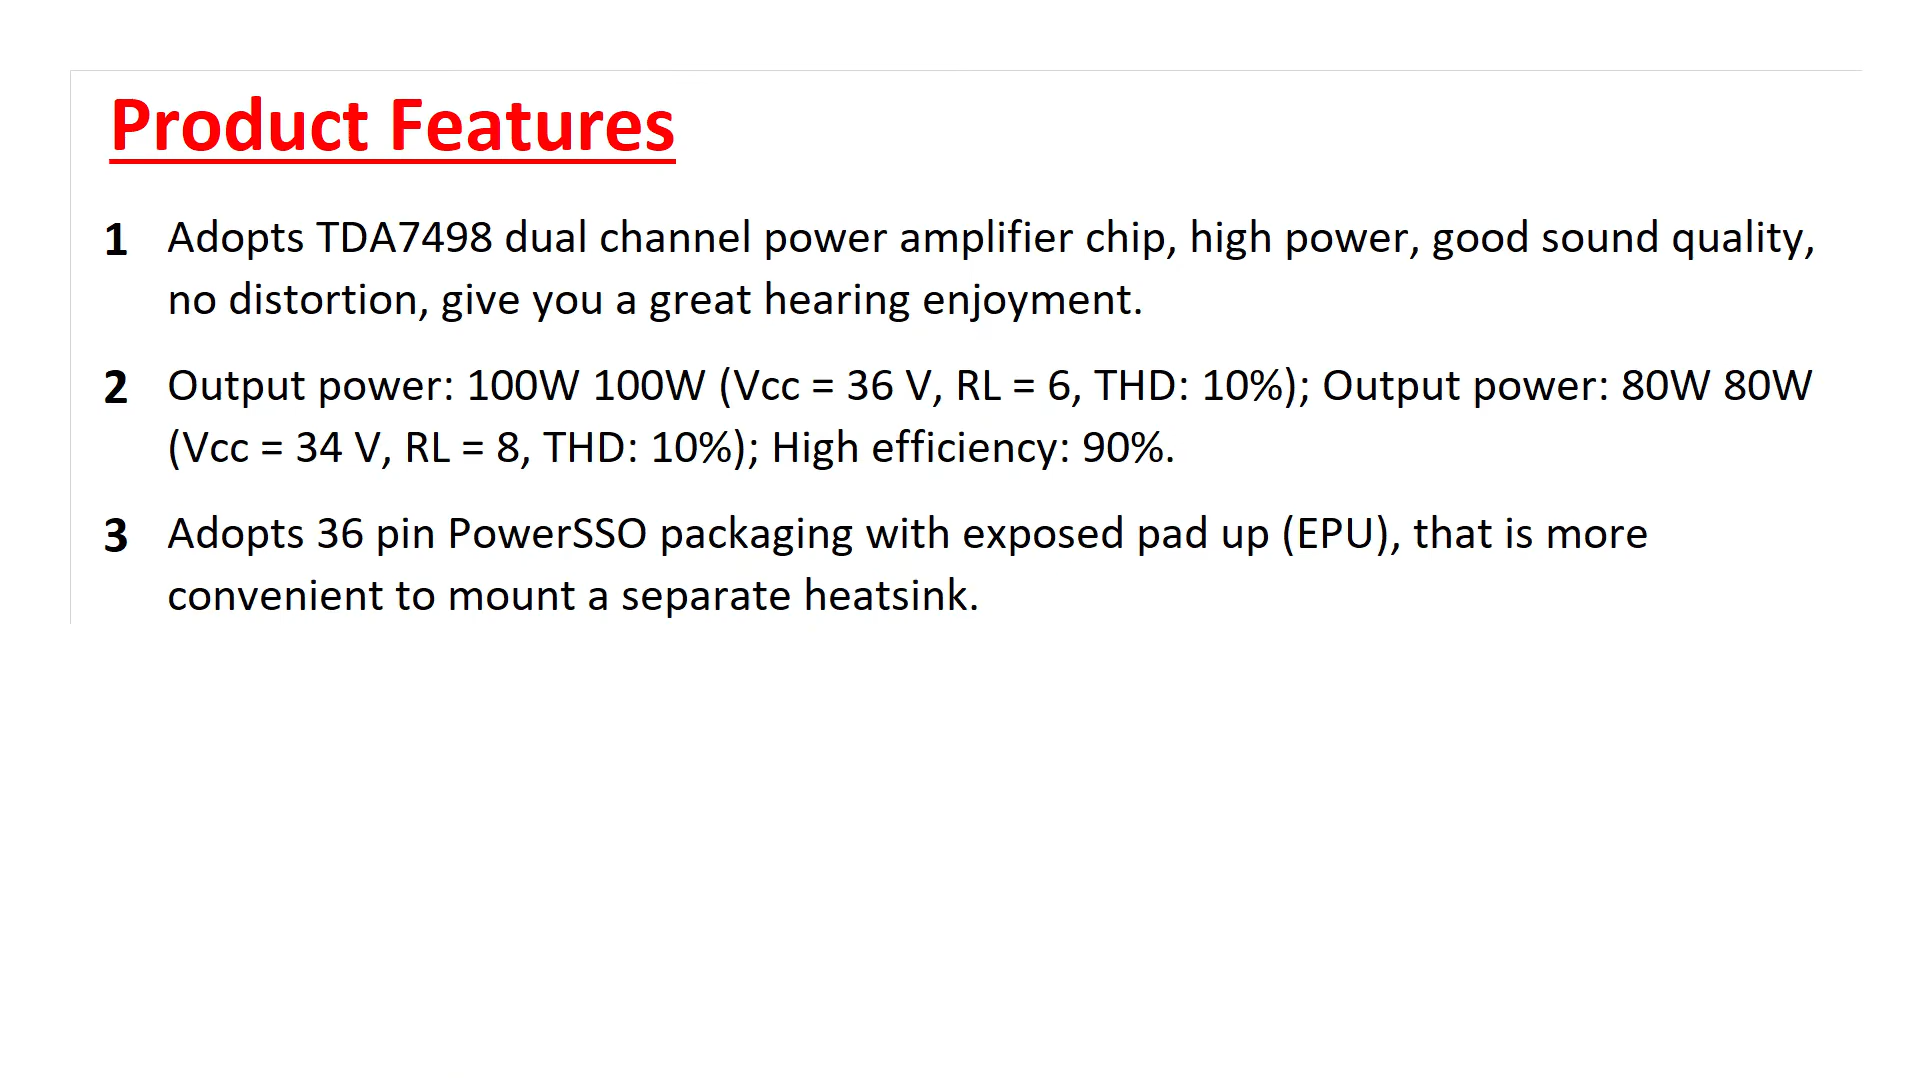 Product Features
1 Adopts TDA7498 dual channel power amplifier chip, high power, good sound quality,
no distortion, give you a great hearing enjoyment.
2 Output power: 100W 100W (Vcc = 36 V, RL = 6, THD: 10%); Output power: 80W 80W
(Vcc = 34 V, RL = 8, THD: 10%); High efficiency: 90%.
3 Adopts 36 pin PowerSSO packaging with exposed pad up (EPU), that is more
convenient to mount a separate heatsink.